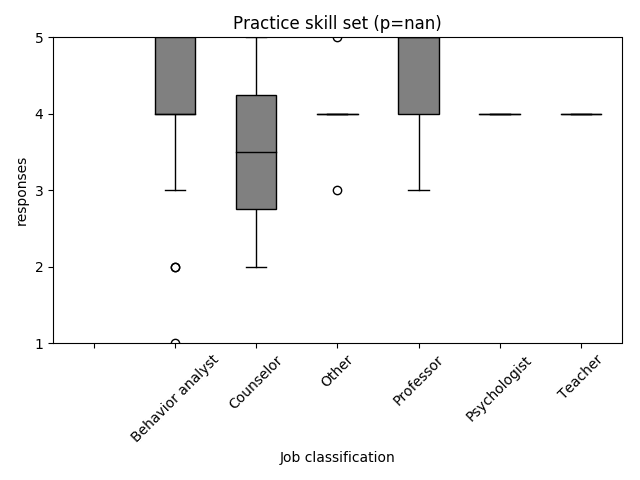 Practice skill set (p=nan)
5
4
3
2
1
responses
Behavior analyst
Counselor
Other
Professor
Psychologist
Teacher
Job classification